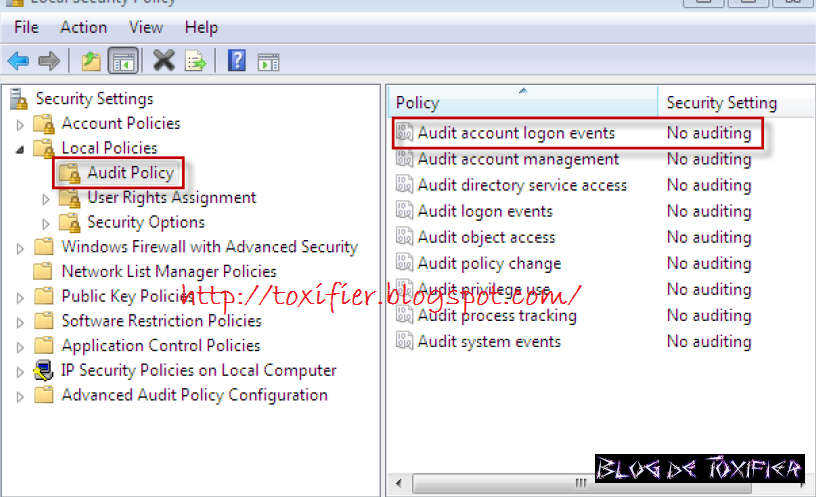 Local Security Policy
File Action View Help
Security Settings
Account Policies
Local Policies
Audit Policy
User Rights Assignment
Security Options
Windows Firewall with Advanced Security
Network List Manager Policies
Public Key Policies
Software Restriction Policies
Application Control Policies
IP Security Policies on Local Computer
Advanced Audit Policy Configuration
Policy Security Setting
Audit account logon events No auditing
Audit account management No auditing
Audit directory service access No auditing
Audit logon events No auditing
Audit object access No auditing
Audit policy change No auditing
Audit privilege use No auditing
Audit process tracking No auditing
Audit system events No auditing
http://toxifier.blogspot.com/
Blog de Toxifier